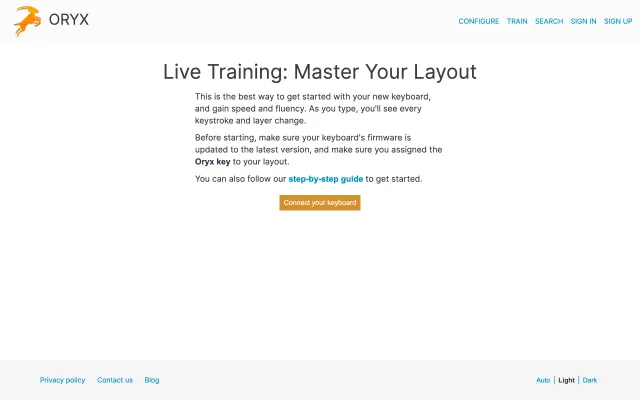 ORYX
CONFIGURE TRAIN SEARCH SIGN IN SIGN UP
Live Training: Master Your Layout
This is the best way to get started with your new keyboard,
and gain speed and fluency. As you type, you'll see every
keystroke and layer change.
Before starting, make sure your keyboard's firmware is
updated to the latest version, and make sure you assigned the
Oryx key to your layout.
You can also follow our step-by-step guide to get started.
Connect your keyboard
Privacy policy Contact us Blog
Auto | Light | Dark